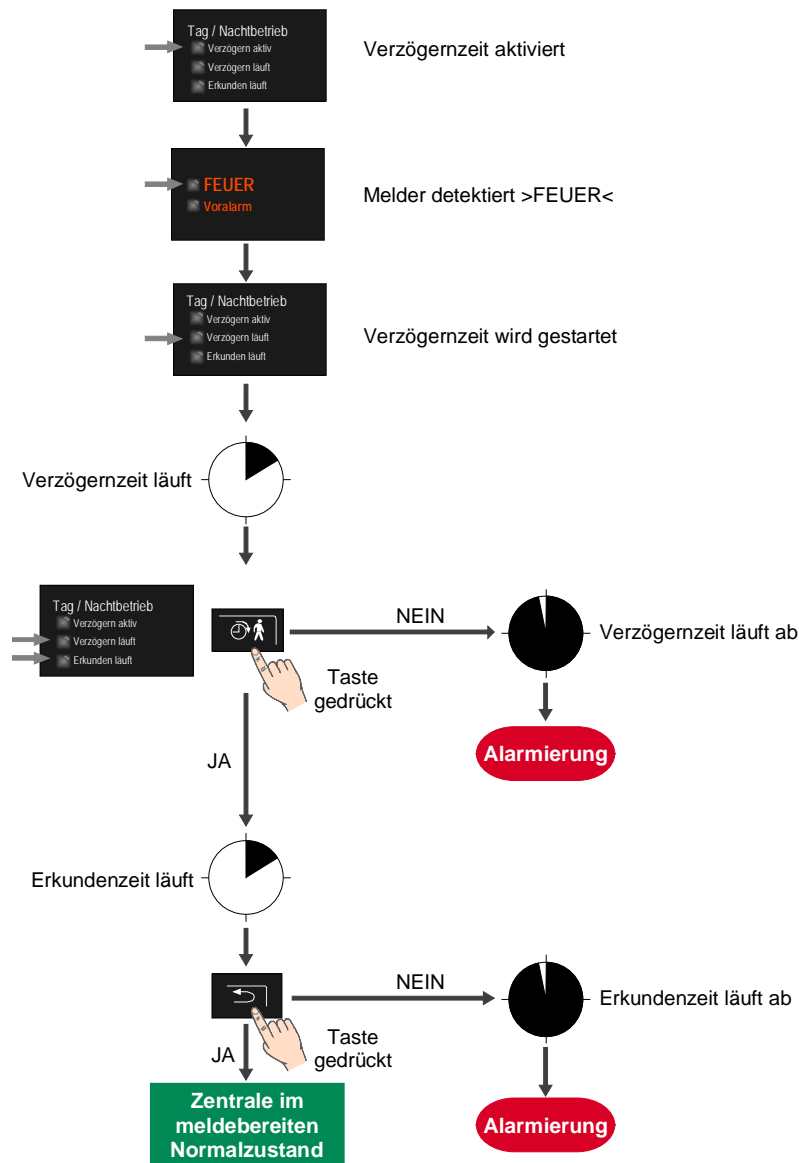 Tag / Nachtbetrieb
Verzögern aktiv
Verzögern läuft
Erkunden läuft
Verzögernzeit aktiviert
FEUER
Voralarm
Melder detektiert >FEUER<
Tag / Nachtbetrieb
Verzögern aktiv
Verzögern läuft
Erkunden läuft
Verzögernzeit wird gestartet
Verzögernzeit läuft
Tag / Nachtbetrieb
Verzögern aktiv
Verzögern läuft
Erkunden läuft
Taste
gedrückt
NEIN
Verzögernzeit läuft ab
Alarmierung
JA
Erkundenzeit läuft
NEIN
Erkundenzeit läuft ab
Taste
gedrückt
JA
Zentrale im
meldebereiten
Normalzustand
Alarmierung